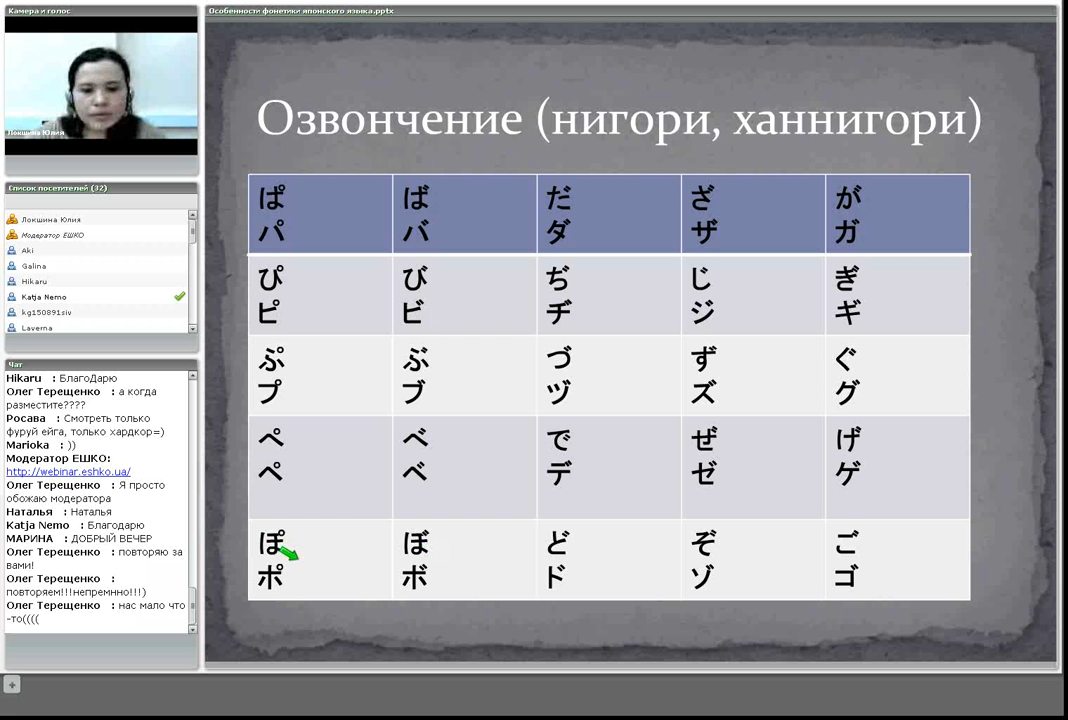 Камера и голос
Локшина Юлия
Список посетителей (32)
Локшина Юлия
Модератор ЕШКО
Aki
Galina
Hikaru
Katja Nemo
kg150891siv
Laverna
Чат
Hikaru : БлагоДарю
Олег Терещенко : а когда
разместите????
Росава : Смотреть только
фуруй ейга, только хардкор=)
Marioka : ))
Модератор ЕШКО:
http://webinar.eshko.ua/
Олег Терещенко : Я просто
обожаю модератора
Наталья : Наталья
Katja Nemo : Благодарю
МАРИНА : ДОБРЫЙ ВЕЧЕР
Олег Терещенко : повторяю за
вами!
Олег Терещенко :
повторяем!!!непремнно!!!)
Олег Терещенко : нас мало что
-то((((
Особенности фонетики японского языка.pptx
Озвончение (нигори, ханнигори)
ぱ ば だ ざ が
パ バ ダ ザ ガ
ぴ び ぢ じ ぎ
ピ ビ ヂ ジ ギ
ぷ ぶ づ ず ぐ
プ ブ ヅ ズ グ
ぺ べ で ぜ げ
ペ ベ デ ゼ ゲ
ぽ ぼ ど ぞ ご
ポ ボ ド ゾ ゴ